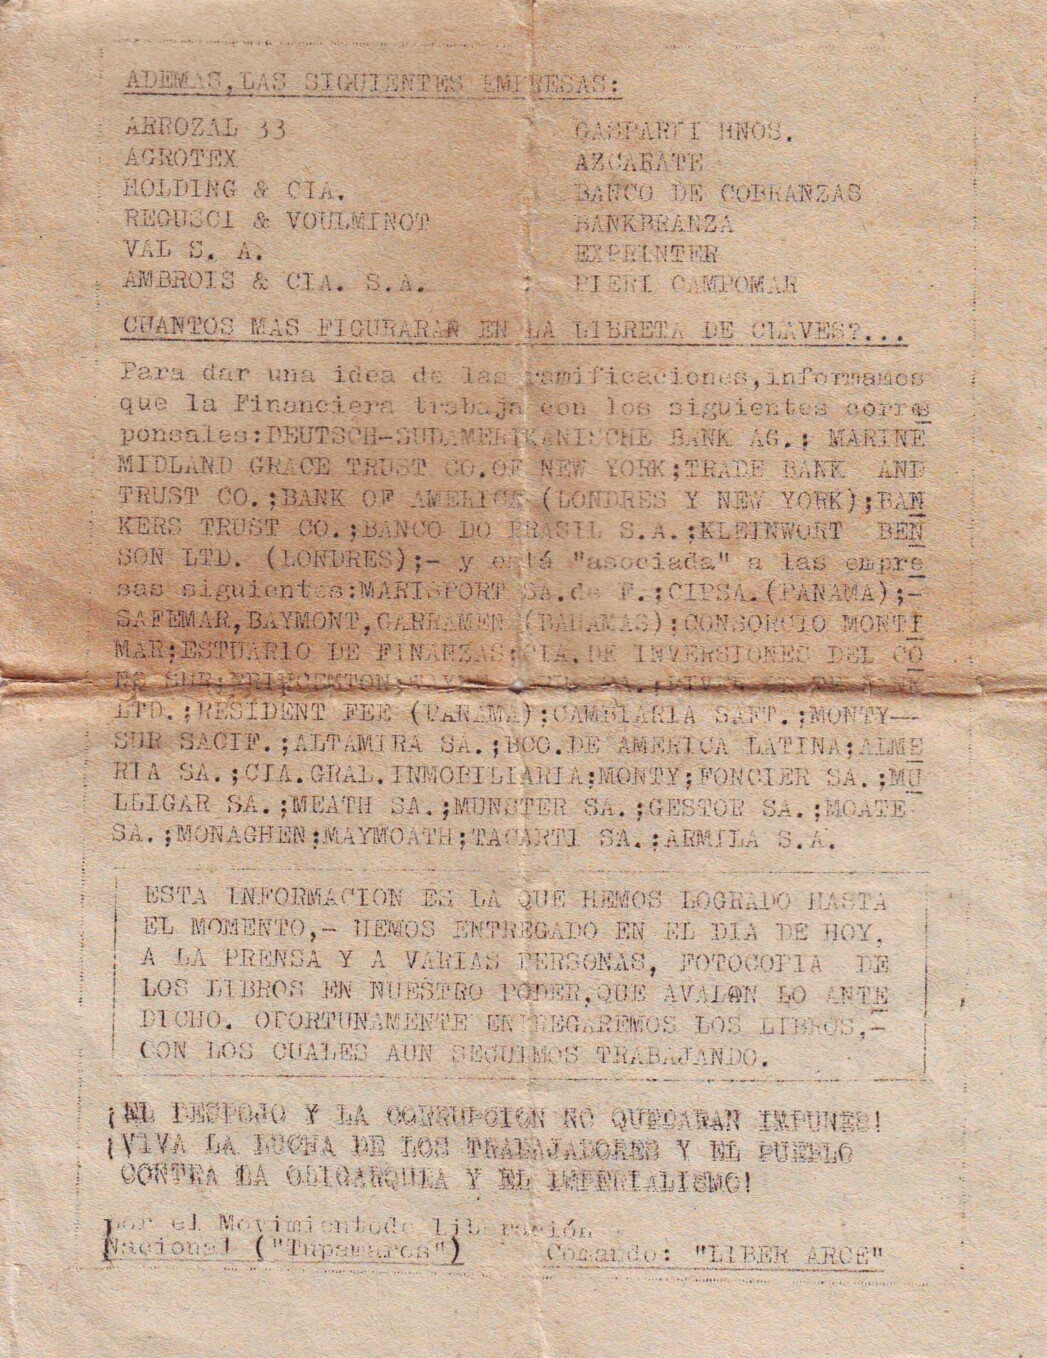 ADEMAS,LAS SIGUIENTES EMPRESAS:
ARROZAL 33
AGROTEX
HOLDING & CIA.
REGUSCI & VOULMINOT
VAL S. A.
AMBROIS & CIA. S.A.
GASPARRI HNOS.
AZCARATE
BANCO DE COBRANZAS
BANKBRANZA
EXPRINTER
PIERI CAMPOMAR
CUANTOS MAS FIGURARAN EN LA LIBRETA DE CLAVES?...
Para dar una idea de las ramificaciones,informamos
que la Financiera trabaja con los siguientes corres
ponsales:DEUTSCH-SUDAMERIKANISCHE BANK AG.; MARINE
MIDLAND GRACE TRUST CO.OF NEW YORK;TRADE BANK AND
TRUST CO.;BANK OF AMERICA (LONDRES Y NEW YORK);BAN
KERS TRUST CO.;BANCO DO BRASIL S.A.;KLEINWORT BEN
SON LTD. (LONDRES);- y está "asociada" a las empre
sas siguientes:MARISPORT SA.de F.;CIPSA.(PANAMA);-
SAFEMAR,BAYMONT,GARRAMEN (BAHAMAS);CONSORCIO MONTI
MAR;ESTUARIO DE FINANZAS;CIA.DE INVERSIONES DEL CO
NO SUR;
LTD.;RESIDENT FEE (PANAMA);CAMBIARIA SAFT.;MONTY--
SUR SACIF.;ALTAMIRA SA.;BCO.DE AMERICA LATINA;ALME
RIA SA.;CIA.GRAL.INMOBILIARIA;MONTY;FONCIER SA.;MU
LLIGAR SA.;MEATH SA.;MUNSTER SA.;GESTOR SA.;MOATE
SA.;MONAGHEN;MAYMOATH;TACARTI SA.;ARMILA S.A.
ESTA INFORMACION ES LA QUE HEMOS LOGRADO HASTA
EL MOMENTO,- HEMOS ENTREGADO EN EL DIA DE HOY,
A LA PRENSA Y A VARIAS PERSONAS, FOTOCOPIA DE
LOS LIBROS EN NUESTRO PODER,QUE AVALAN LO ANTE
DICHO. OPORTUNAMENTE ENTREGAREMOS LOS LIBROS,-
CON LOS CUALES AUN SEGUIMOS TRABAJANDO.
¡EL DESPOJO Y LA CORRUPCION NO QUEDARAN IMPUNES!
¡VIVA LA LUCHA DE LOS TRABAJADORES Y EL PUEBLO
CONTRA LA OLIGARQUIA Y EL IMPERIALISMO!
por el Movimientode Liberación
Nacional ("Tupamaros") Comando: "LIBER ARCE"